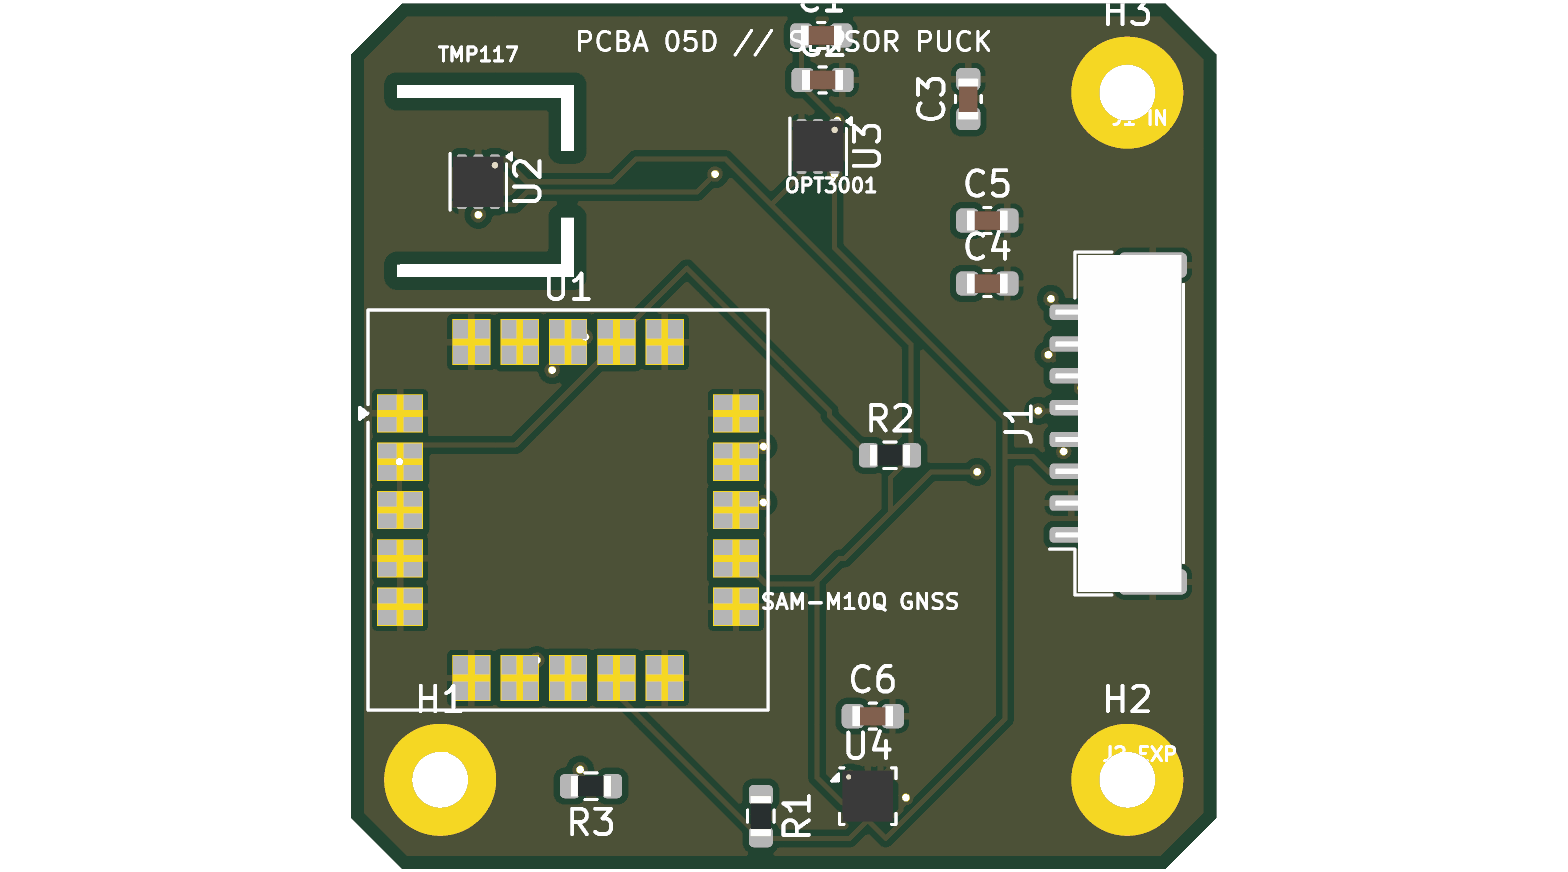 C1
H3
PCBA 05D // SENSOR PUCK
TMP117
C2
C3
J1 IN
U3
U2
OPT3001
C5
C4
U1
R2
J1
SAM-M10Q GNSS
C6
H1
H2
U4
J2 EXP
R1
R3